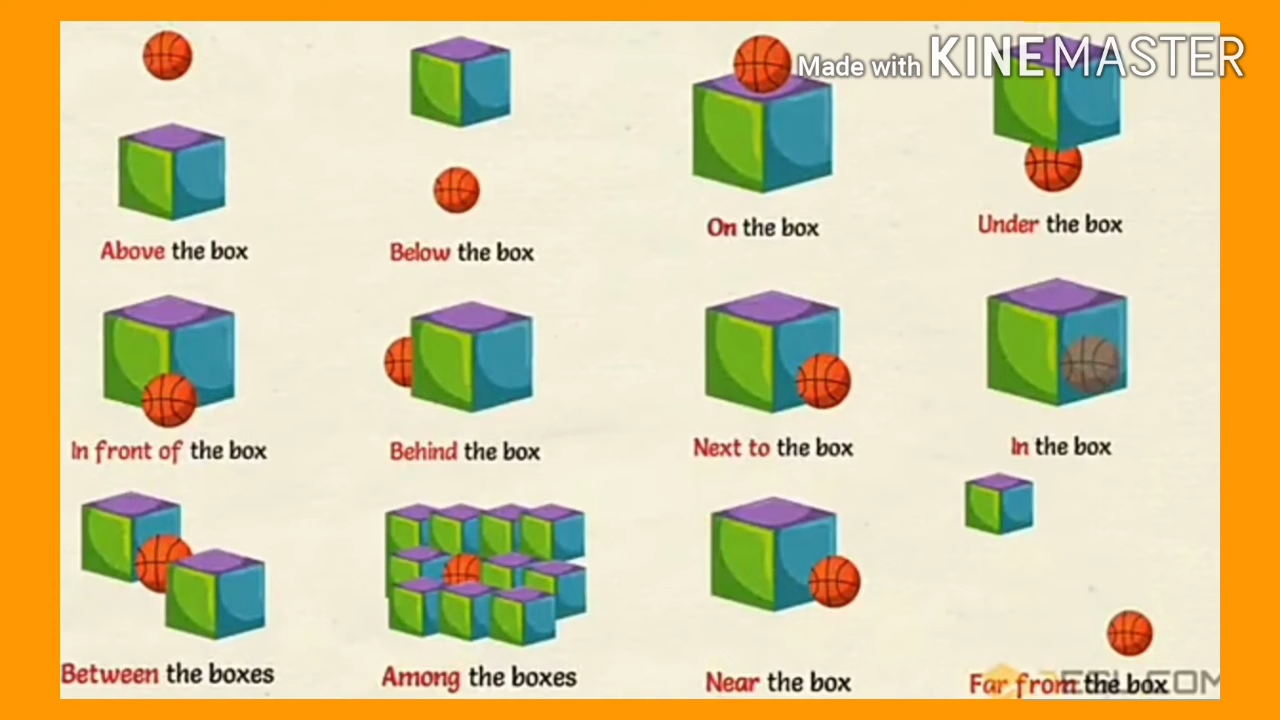 Made with KINEMASTER
Above the box
Below the box
On the box
Under the box
In front of the box
Behind the box
Next to the box
In the box
Between the boxes
Among the boxes
Near the box
Far from the box
ESL.COM